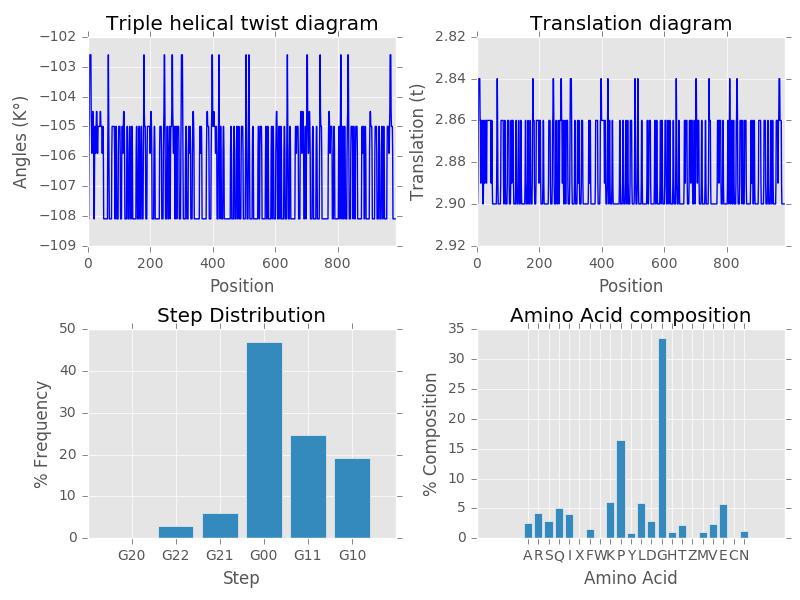 Triple helical twist diagram
Angles (K°)
−102
−103
−104
−105
−106
−107
−108
−109
0 200 400 600 800
Position
Translation diagram
Translation (t)
2.82
2.84
2.86
2.88
2.90
2.92
0 200 400 600 800
Position
Step Distribution
% Frequency
50
40
30
20
10
0
G20 G22 G21 G00 G11 G10
Step
Amino Acid composition
% Composition
35
30
25
20
15
10
5
0
A R S Q I X F W K P Y L D G H T Z M V E C N
Amino Acid